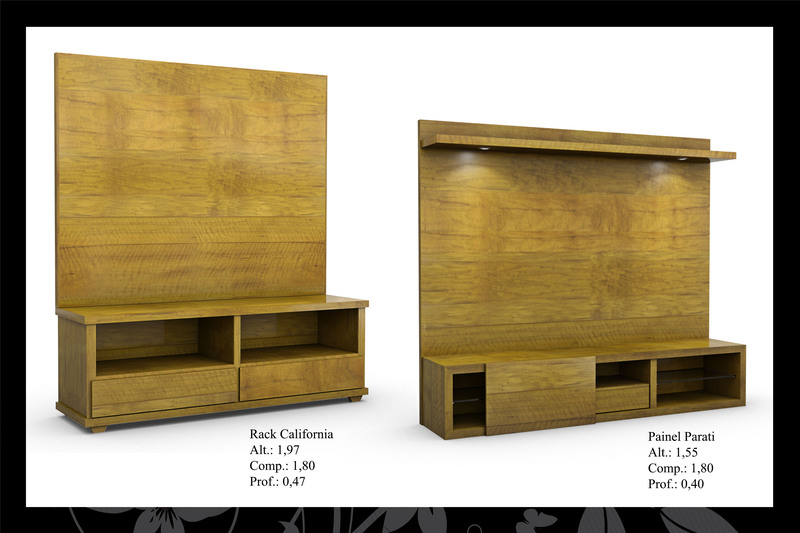 Rack California
Alt.: 1,97
Comp.: 1,80
Prof.: 0,47
Painel Parati
Alt.: 1,55
Comp.: 1,80
Prof.: 0,40